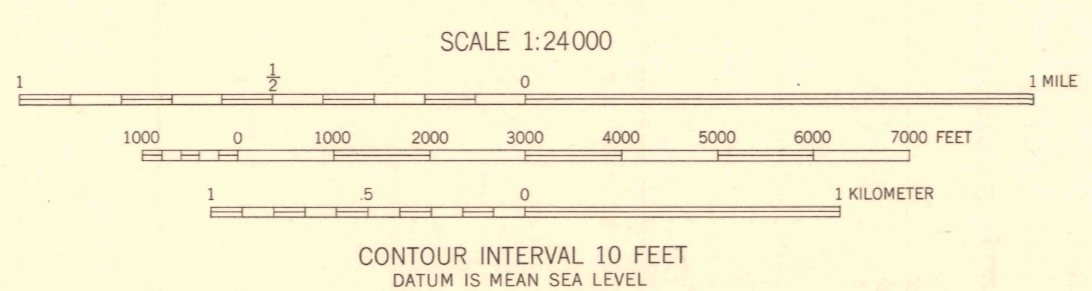 SCALE 1:24000
1 1/2 0 1 MILE
1000 0 1000 2000 3000 4000 5000 6000 7000 FEET
1 .5 0 1 KILOMETER
CONTOUR INTERVAL 10 FEET
DATUM IS MEAN SEA LEVEL